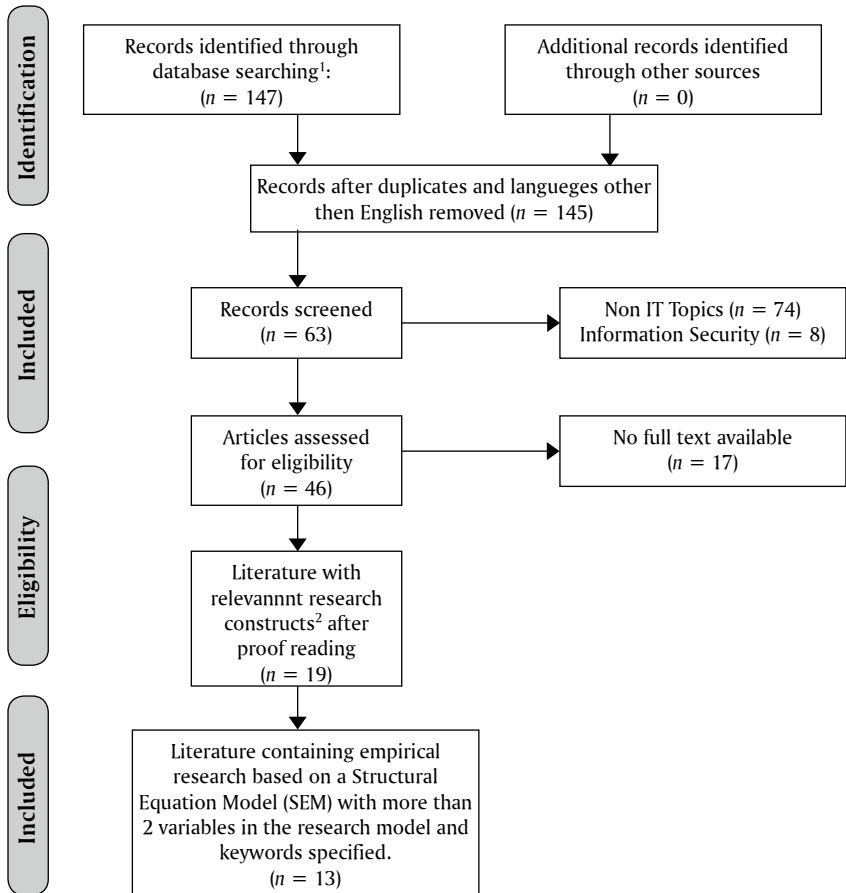 Identification
Records identified through
database searching¹:
(n = 147)
Additional records identified
through other sources
(n = 0)
Records after duplicates and langueges other
then English removed (n = 145)
Included
Records screened
(n = 63)
Non IT Topics (n = 74)
Information Security (n = 8)
Articles assessed
for eligibility
(n = 46)
No full text available
(n = 17)
Eligibility
Literature with
relevannnt research
constructs² after
proof reading
(n = 19)
Included
Literature containing empirical
research based on a Structural
Equation Model (SEM) with more than
2 variables in the research model and
keywords specified.
(n = 13)